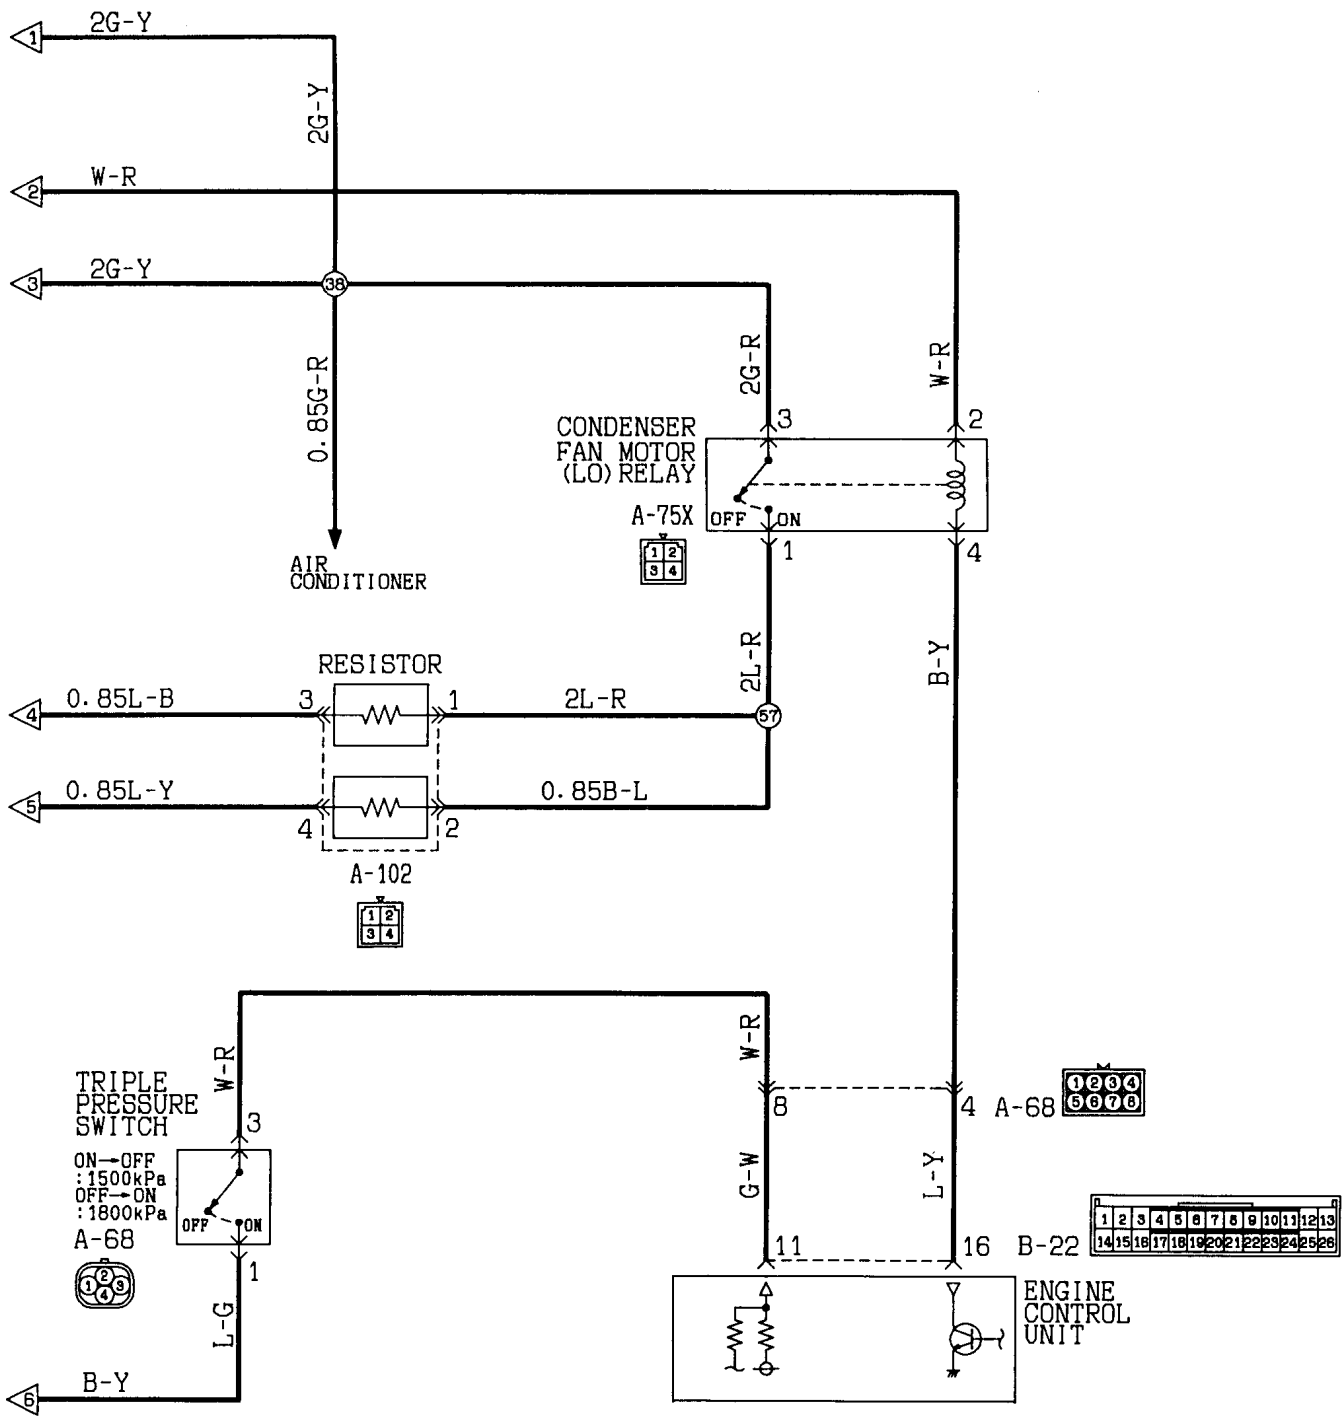 1
2G-Y
2G-Y
2
W-R
3
2G-Y
38
0.85G-R
2G-R
W-R
3
2
CONDENSER
FAN MOTOR
(LO) RELAY
A-75X
OFF
ON
1 2
3 4
1
4
AIR
CONDITIONER
2L-R
B-Y
RESISTOR
4
0.85L-B
3
1
2L-R
57
5
0.85L-Y
4
2
0.85B-L
A-102
1 2
3 4
W-R
W-R
TRIPLE
PRESSURE
SWITCH
3
ON→OFF
:1500kPa
OFF→ON
:1800kPa
A-68
OFF
ON
1 2 3
4
1
L-G
6
B-Y
8
4
A-68
1 2 3 4
5 6 7 8
G-W
L-Y
11
16
B-22
1 2 3 4 5 6 7 8 9 10 11 12 13
14 15 16 17 18 19 20 21 22 23 24 25 26
ENGINE
CONTROL
UNIT